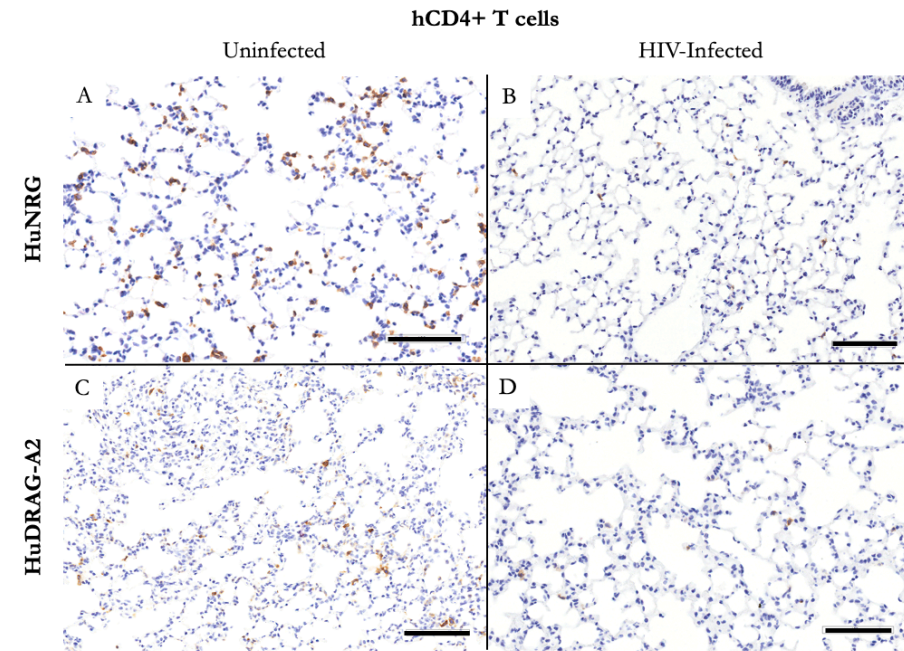 hCD4+ T cells
Uninfected
HIV-Infected
HuNRG
A
B
HuDRAG-A2
C
D